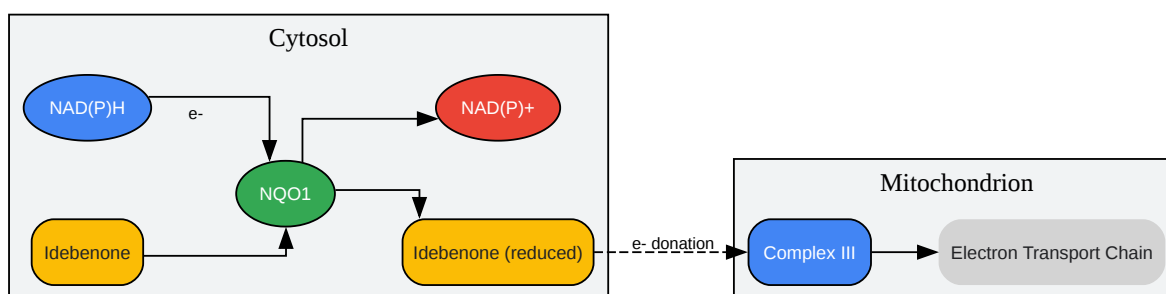 Cytosol
NAD(P)H
e-
NAD(P)+
NQO1
Idebenone
Idebenone (reduced)
e- donation
Mitochondrion
Complex III
Electron Transport Chain